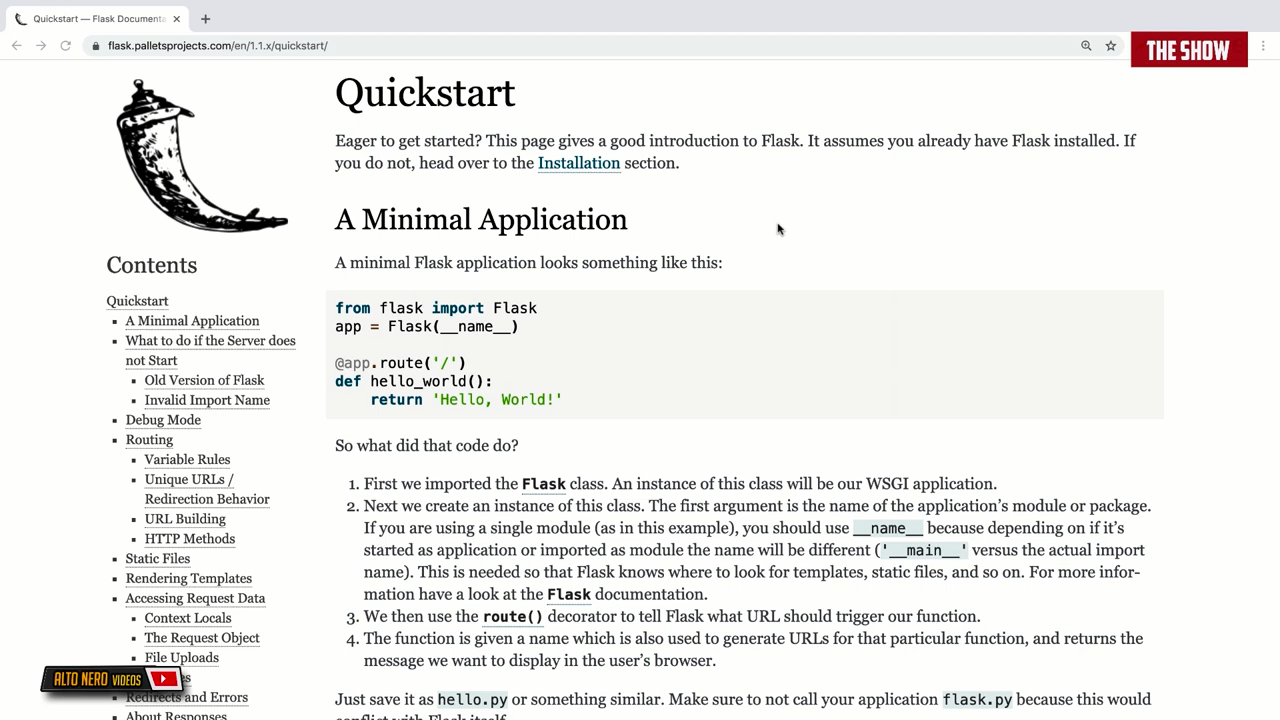 Quickstart — Flask Documenta
flask.palletsprojects.com/en/1.1.x/quickstart/
THE SHOW
Contents
Quickstart
A Minimal Application
What to do if the Server does
not Start
Old Version of Flask
Invalid Import Name
Debug Mode
Routing
Variable Rules
Unique URLs /
Redirection Behavior
URL Building
HTTP Methods
Static Files
Rendering Templates
Accessing Request Data
Context Locals
The Request Object
File Uploads
ALTO NERO VIDEOS
Redirects and Errors
About Responses
Quickstart
Eager to get started? This page gives a good introduction to Flask. It assumes you already have Flask installed. If
you do not, head over to the Installation section.
A Minimal Application
A minimal Flask application looks something like this:
from flask import Flask
app = Flask(__name__)
@app.route('/')
def hello_world():
return 'Hello, World!'
So what did that code do?
1. First we imported the Flask class. An instance of this class will be our WSGI application.
2. Next we create an instance of this class. The first argument is the name of the application's module or package.
If you are using a single module (as in this example), you should use __name__ because depending on if it's
started as application or imported as module the name will be different ('__main__' versus the actual import
name). This is needed so that Flask knows where to look for templates, static files, and so on. For more infor-
mation have a look at the Flask documentation.
3. We then use the route() decorator to tell Flask what URL should trigger our function.
4. The function is given a name which is also used to generate URLs for that particular function, and returns the
message we want to display in the user's browser.
Just save it as hello.py or something similar. Make sure to not call your application flask.py because this would
conflict with Flask itself.